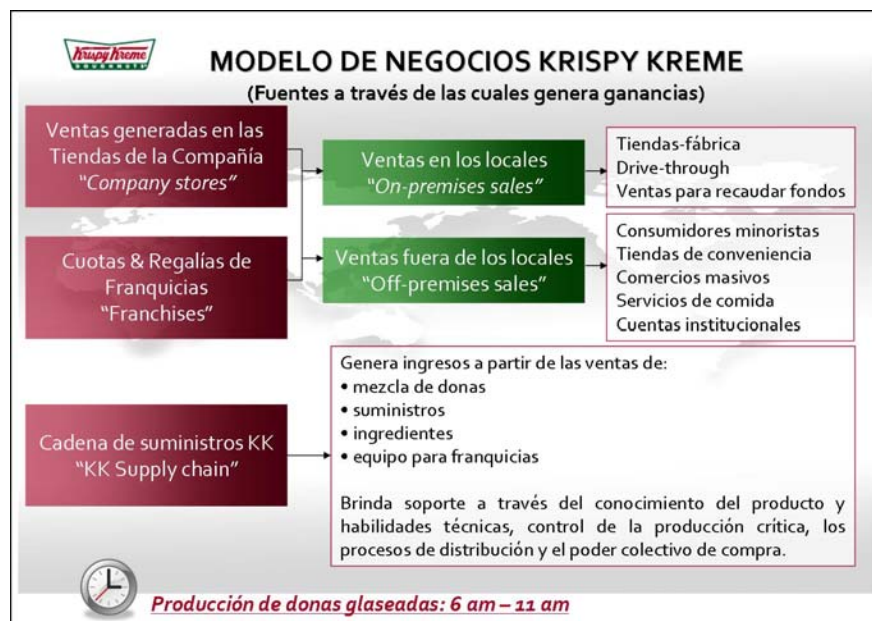 Krispy Kreme
DOUGHNUTS
MODELO DE NEGOCIOS KRISPY KREME
(Fuentes a través de las cuales genera ganancias)
Ventas generadas en las
Tiendas de la Compañía
“Company stores”
Ventas en los locales
“On-premises sales”
Tiendas-fábrica
Drive-through
Ventas para recaudar fondos
Cuotas & Regalías de
Franquicias
“Franchises”
Ventas fuera de los locales
“Off-premises sales”
Consumidores minoristas
Tiendas de conveniencia
Comercios masivos
Servicios de comida
Cuentas institucionales
Cadena de suministros KK
“KK Supply chain”
Genera ingresos a partir de las ventas de:
• mezcla de donas
• suministros
• ingredientes
• equipo para franquicias
Brinda soporte a través del conocimiento del producto y
habilidades técnicas, control de la producción crítica, los
procesos de distribución y el poder colectivo de compra.
Producción de donas glaseadas: 6 am – 11 am